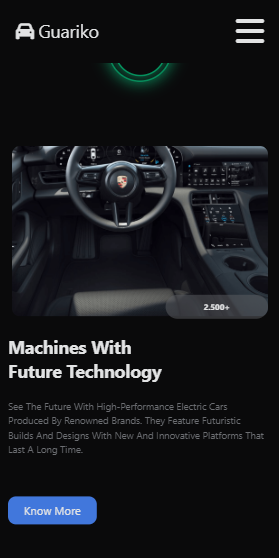 Guariko
2.500+
Machines With
Future Technology
See The Future With High-Performance Electric Cars
Produced By Renowned Brands. They Feature Futuristic
Builds And Designs With New And Innovative Platforms That
Last A Long Time.
Know More